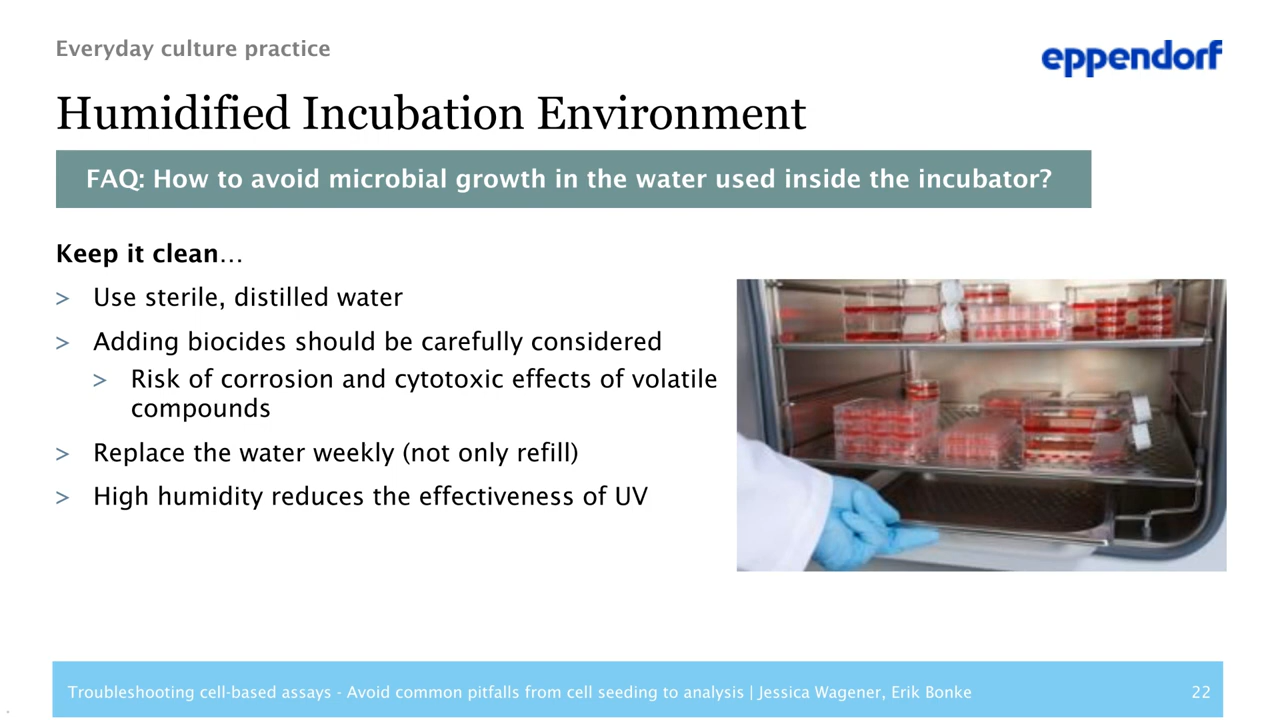 Everyday culture practice
eppendorf
Humidified Incubation Environment
FAQ: How to avoid microbial growth in the water used inside the incubator?
Keep it clean…
> Use sterile, distilled water
> Adding biocides should be carefully considered
> Risk of corrosion and cytotoxic effects of volatile
compounds
> Replace the water weekly (not only refill)
> High humidity reduces the effectiveness of UV
Troubleshooting cell-based assays - Avoid common pitfalls from cell seeding to analysis | Jessica Wagener, Erik Bonke
22